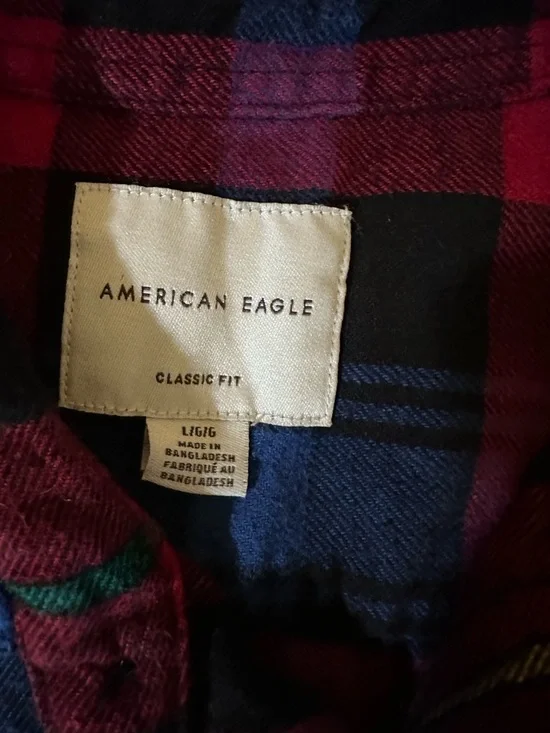 AMERICAN EAGLE
CLASSIC FIT
L/G/G
MADE IN
BANGLADESH
FABRIQUÉ AU
BANGLADESH